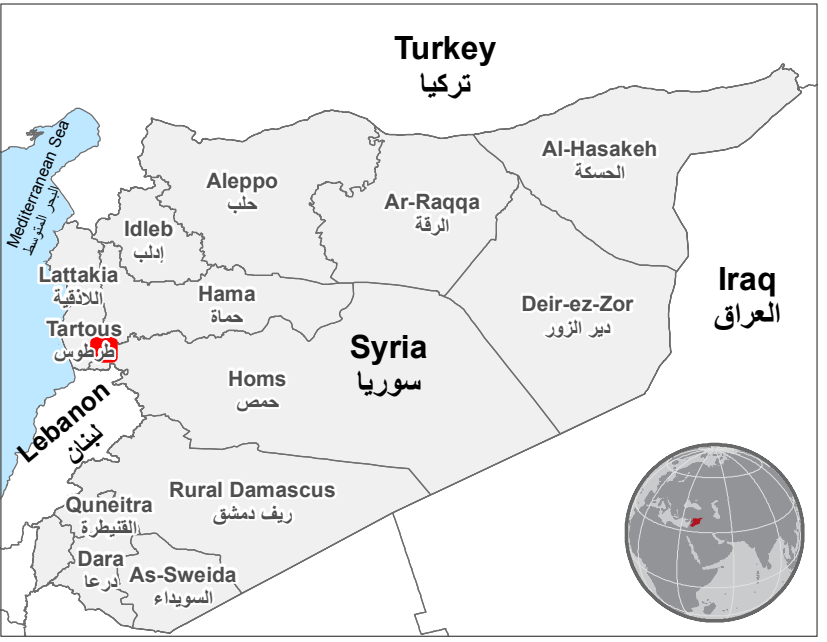 Turkey
تركيا
Mediterranean Sea
البحر المتوسط
Al-Hasakeh
الحسكة
Aleppo
حلب
Ar-Raqqa
الرقة
Idleb
إدلب
Lattakia
اللاذقية
Hama
حماة
Deir-ez-Zor
دير الزور
Iraq
العراق
Tartous
طرطوس
Syria
سوريا
Homs
حمص
Lebanon
لبنان
Rural Damascus
ريف دمشق
Quneitra
القنيطرة
Dara
درعا
As-Sweida
السويداء